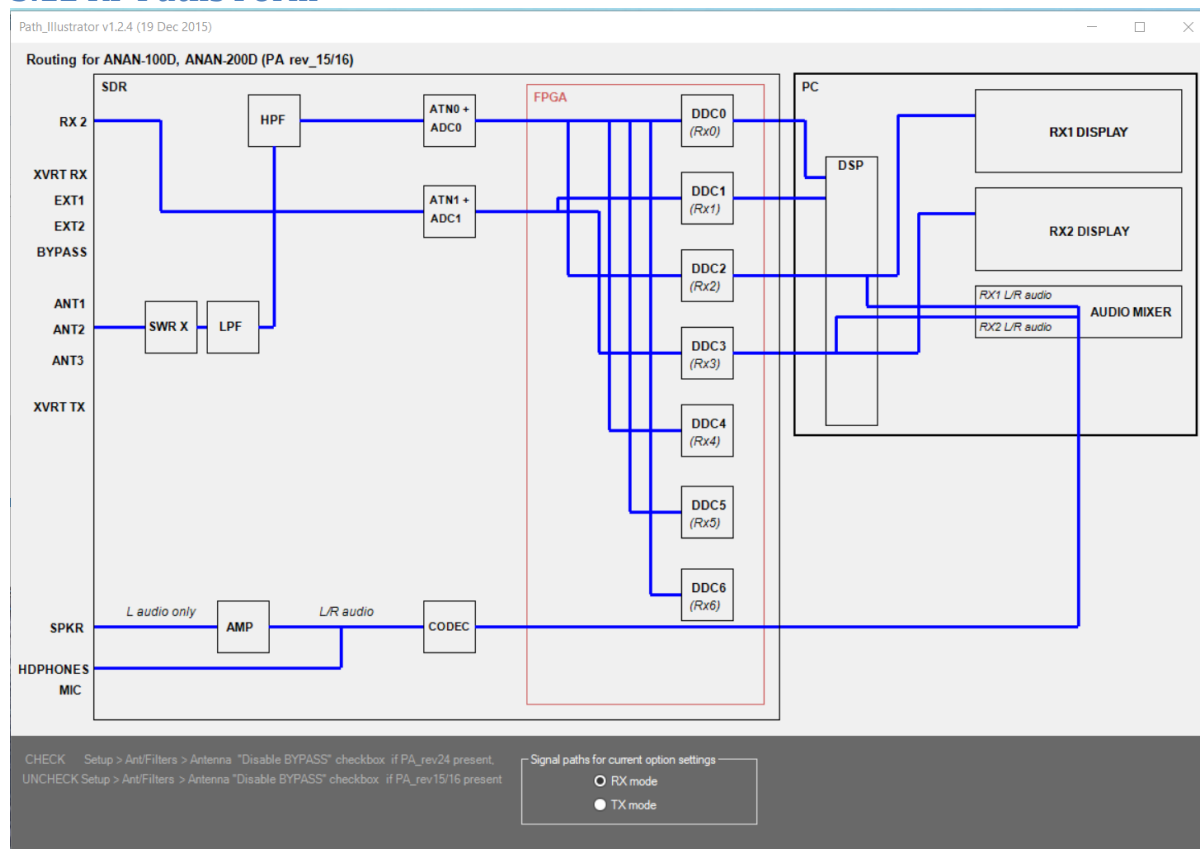 Path_Illustrator v1.2.4 (19 Dec 2015)
Routing for ANAN-100D, ANAN-200D (PA rev_15/16)
SDR
FPGA
PC
RX 2
XVRT RX
EXT1
EXT2
BYPASS
ANT1
ANT2
ANT3
XVRT TX
SPKR
HDPHONES
MIC
HPF
SWR X
LPF
ATN0 +
ADC0
ATN1 +
ADC1
DDC0
(Rx0)
DDC1
(Rx1)
DDC2
(Rx2)
DDC3
(Rx3)
DDC4
(Rx4)
DDC5
(Rx5)
DDC6
(Rx6)
DSP
RX1 DISPLAY
RX2 DISPLAY
RX1 L/R audio
AUDIO MIXER
RX2 L/R audio
L audio only
AMP
L/R audio
CODEC
CHECK Setup > Ant/Filters > Antenna "Disable BYPASS" checkbox if PA_rev24 present,
UNCHECK Setup > Ant/Filters > Antenna "Disable BYPASS" checkbox if PA_rev15/16 present
Signal paths for current option settings
RX mode
TX mode